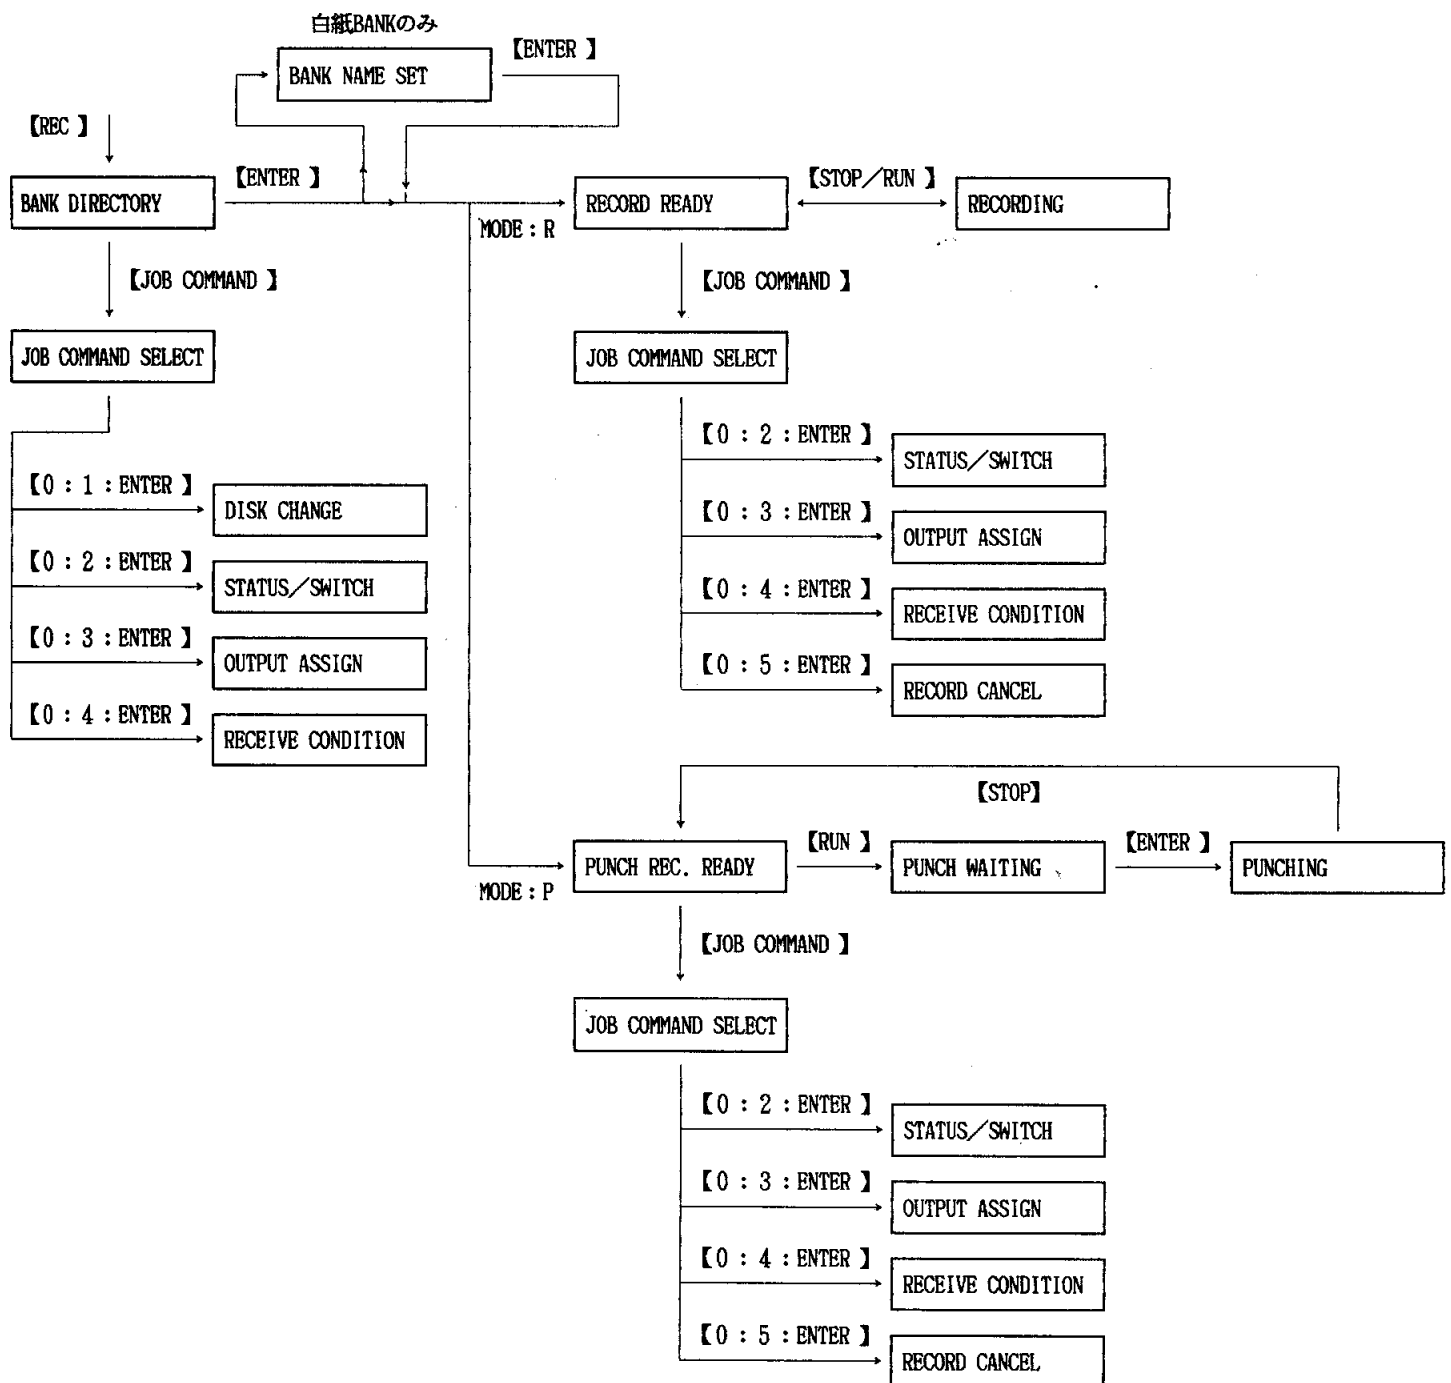 白紙BANKのみ
BANK NAME SET
【ENTER 】
【REC 】
BANK DIRECTORY
【ENTER 】
MODE：R
RECORD READY
【STOP／RUN 】
RECORDING
【JOB COMMAND 】
JOB COMMAND SELECT
【0：1：ENTER 】
DISK CHANGE
【0：2：ENTER 】
STATUS／SWITCH
【0：3：ENTER 】
OUTPUT ASSIGN
【0：4：ENTER 】
RECEIVE CONDITION
【JOB COMMAND 】
JOB COMMAND SELECT
【0：2：ENTER 】
STATUS／SWITCH
【0：3：ENTER 】
OUTPUT ASSIGN
【0：4：ENTER 】
RECEIVE CONDITION
【0：5：ENTER 】
RECORD CANCEL
【STOP】
MODE：P
PUNCH REC. READY
【RUN 】
PUNCH WAITING
【ENTER 】
PUNCHING
【JOB COMMAND 】
JOB COMMAND SELECT
【0：2：ENTER 】
STATUS／SWITCH
【0：3：ENTER 】
OUTPUT ASSIGN
【0：4：ENTER 】
RECEIVE CONDITION
【0：5：ENTER 】
RECORD CANCEL